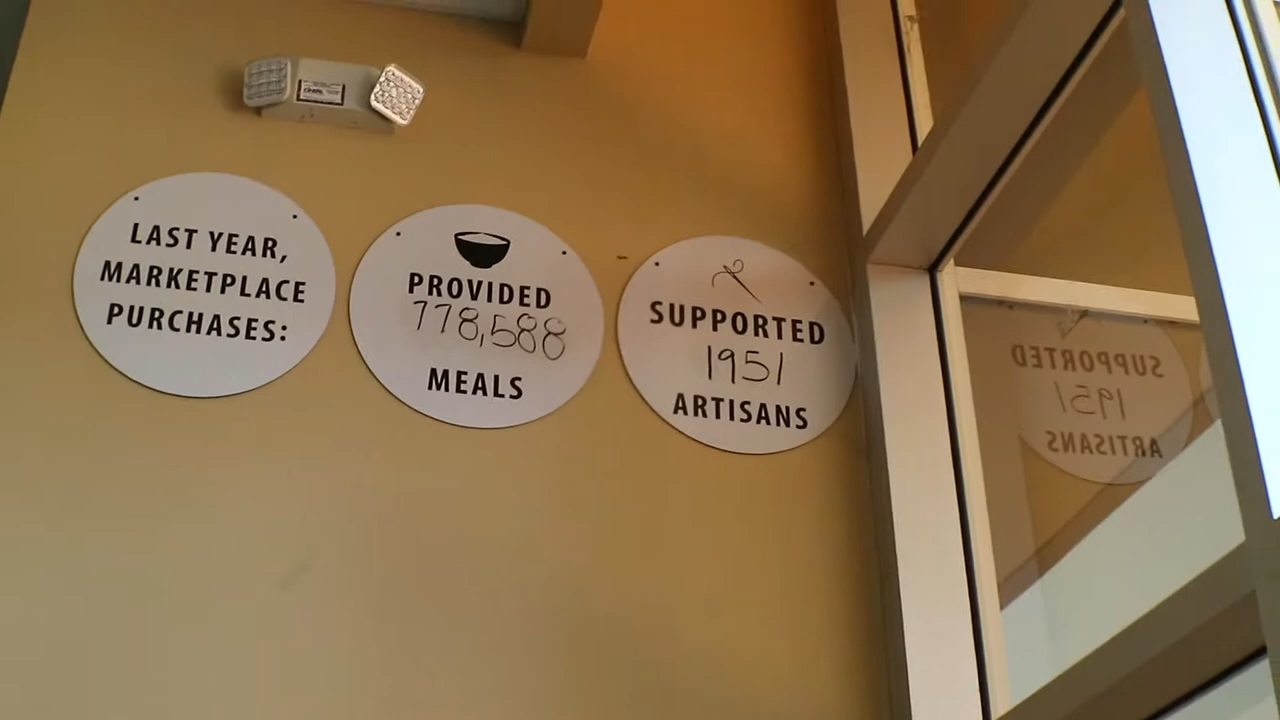 LAST YEAR,
MARKETPLACE
PURCHASES:
PROVIDED
778,588
MEALS
SUPPORTED
1951
ARTISANS
SUPPORTED
1951
ARTISANS